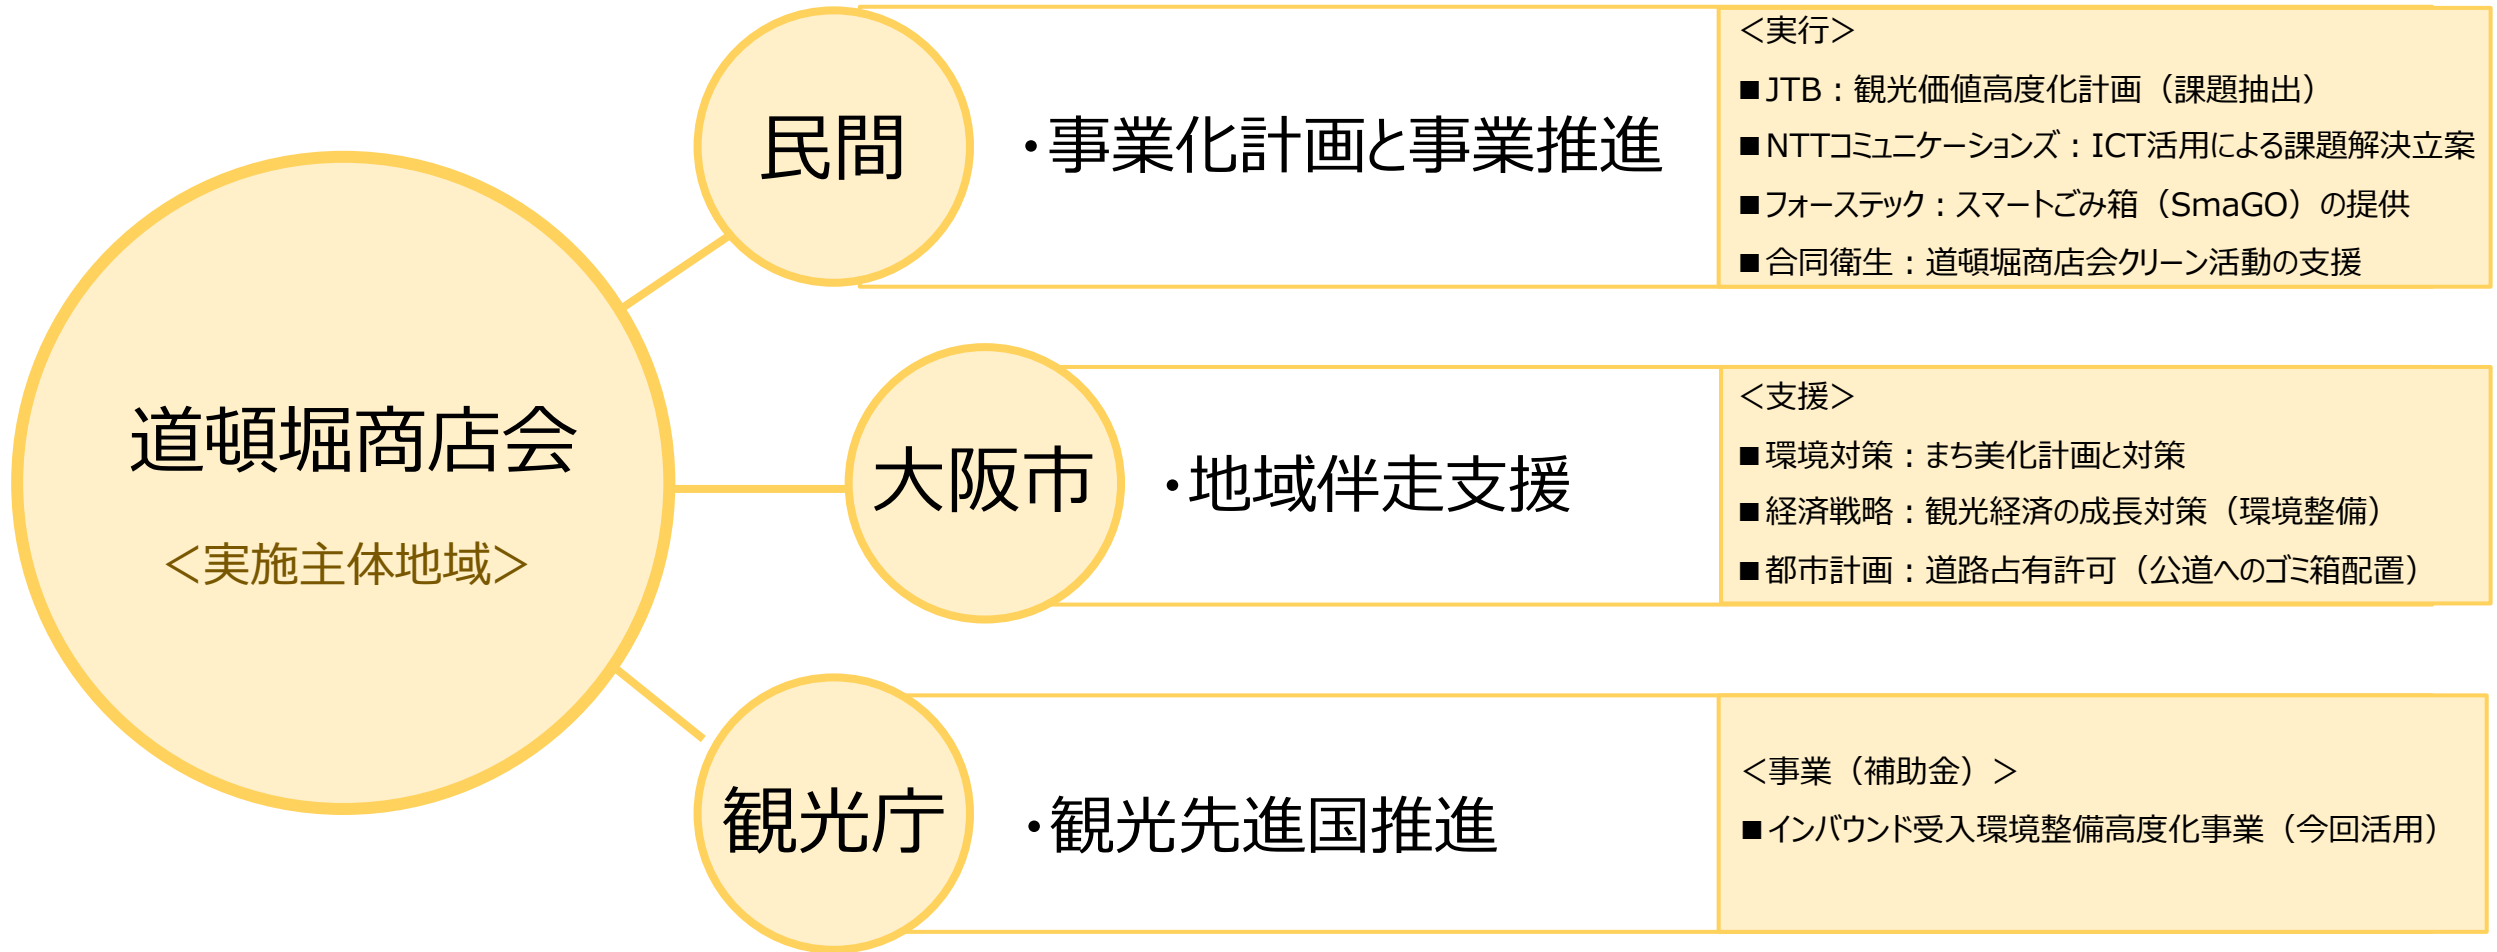 道頓堀商店会
＜実施主体地域＞
民間
・事業化計画と事業推進
＜実行＞
■JTB：観光価値高度化計画（課題抽出）
■NTTコミュニケーションズ：ICT活用による課題解決立案
■フォーステック：スマートごみ箱（SmaGO）の提供
■合同衛生：道頓堀商店会クリーン活動の支援
大阪市
・地域伴走支援
＜支援＞
■環境対策：まち美化計画と対策
■経済戦略：観光経済の成長対策（環境整備）
■都市計画：道路占有許可（公道へのゴミ箱配置）
観光庁
・観光先進国推進
＜事業（補助金）＞
■インバウンド受入環境整備高度化事業（今回活用）